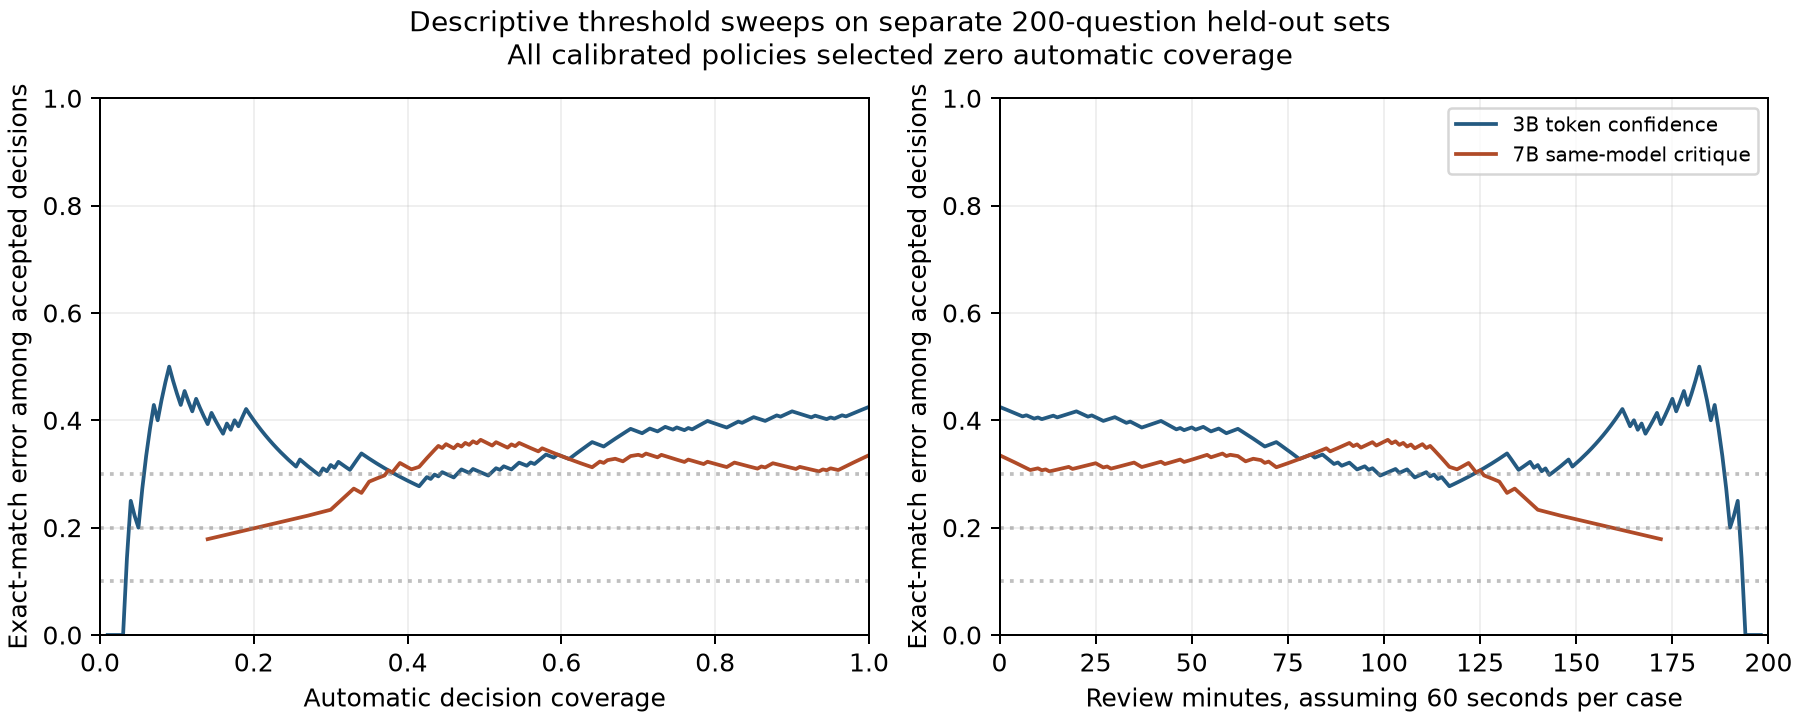 Descriptive threshold sweeps on separate 200-question held-out sets
All calibrated policies selected zero automatic coverage
Exact-match error among accepted decisions
1.0
0.8
0.6
0.4
0.2
0.0
0.0 0.2 0.4 0.6 0.8 1.0
Automatic decision coverage
Exact-match error among accepted decisions
1.0
0.8
0.6
0.4
0.2
0.0
3B token confidence
7B same-model critique
0 25 50 75 100 125 150 175 200
Review minutes, assuming 60 seconds per case